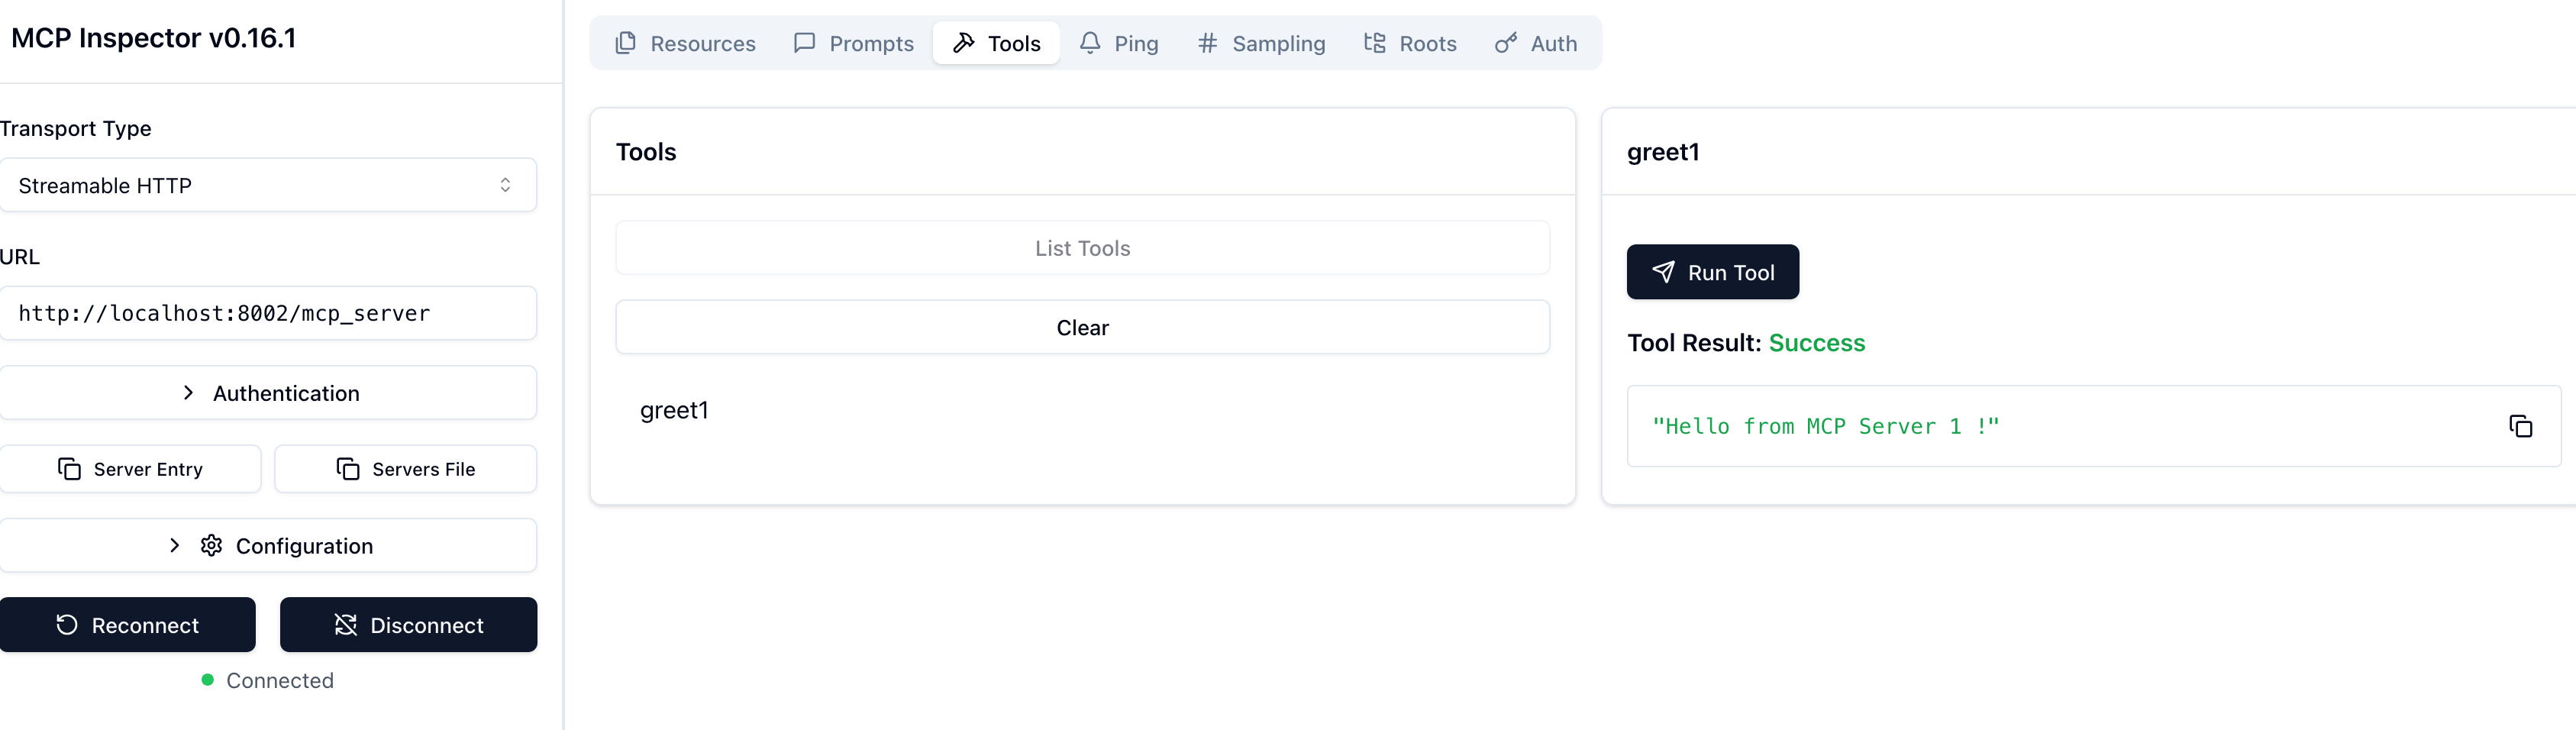 MCP Inspector v0.16.1
Transport Type
Streamable HTTP
URL
http://localhost:8002/mcp_server
Authentication
Server Entry
Servers File
Configuration
Reconnect
Disconnect
Connected
Resources
Prompts
Tools
Ping
Sampling
Roots
Auth
Tools
List Tools
Clear
greet1
greet1
Run Tool
Tool Result: Success
"Hello from MCP Server 1 !"